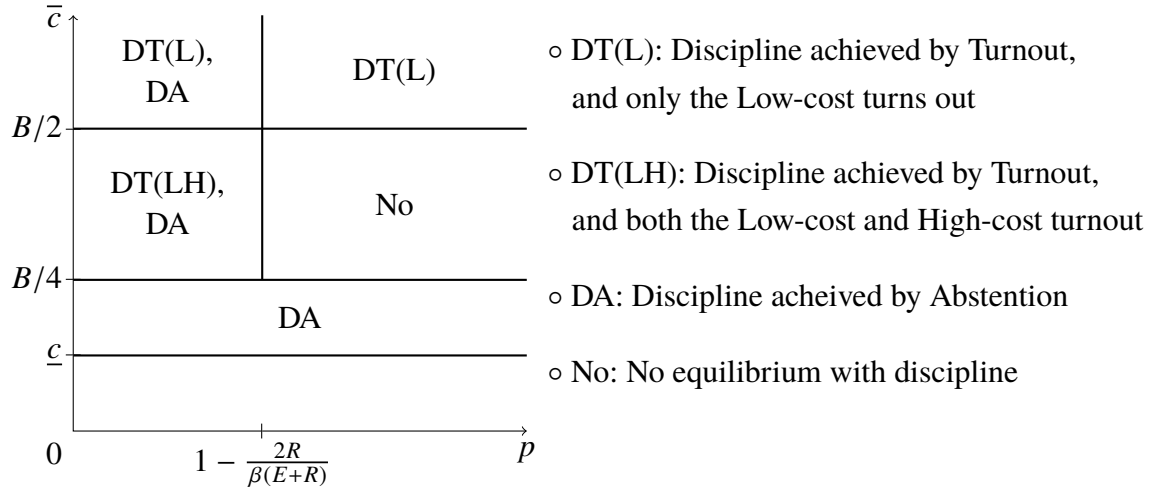 c̅
DT(L),
DA
DT(L)
B/2
DT(LH),
DA
No
B/4
DA
c̲
0
1 − 2R/β(E+R)
p
○ DT(L): Discipline achieved by Turnout,
and only the Low-cost turns out
○ DT(LH): Discipline achieved by Turnout,
and both the Low-cost and High-cost turnout
○ DA: Discipline acheived by Abstention
○ No: No equilibrium with discipline